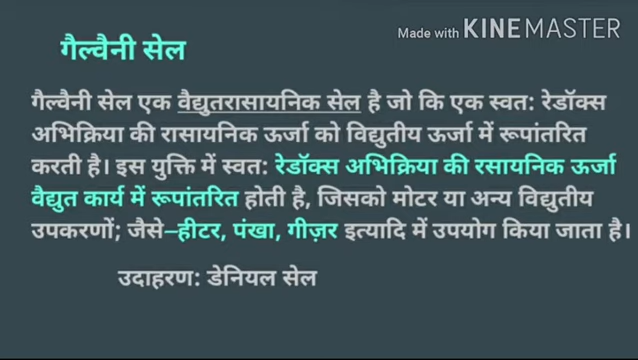 Made with KINEMASTER
गैल्वैनी सेल
गैल्वैनी सेल एक वैद्युतरासायनिक सेल है जो कि एक स्वत: रेडॉक्स
अभिक्रिया की रासायनिक ऊर्जा को विद्युतीय ऊर्जा में रूपांतरित
करती है। इस युक्ति में स्वत: रेडॉक्स अभिक्रिया की रसायनिक ऊर्जा
वैद्युत कार्य में रूपांतरित होती है, जिसको मोटर या अन्य विद्युतीय
उपकरणों; जैसे–हीटर, पंखा, गीज़र इत्यादि में उपयोग किया जाता है।
उदाहरण: डेनियल सेल